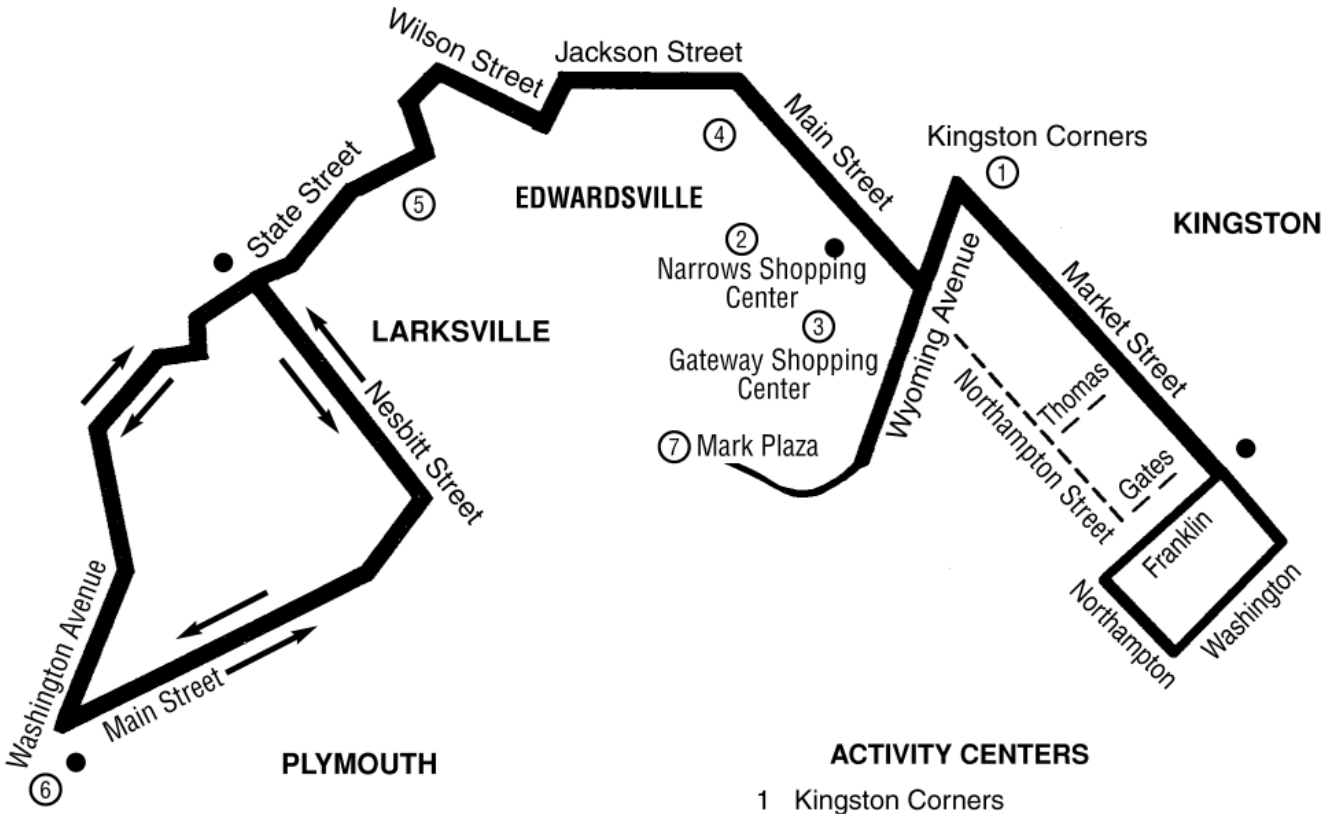 Wilson Street
Jackson Street
Main Street
Kingston Corners
1
4
State Street
5
EDWARDSVILLE
KINGSTON
2
Narrows Shopping
Center
3
Gateway Shopping
Center
7 Mark Plaza
Wyoming Avenue
Market Street
Northampton Street
Thomas
Gates
Franklin
Northampton
Washington
LARKSVILLE
Nesbitt Street
Washington Avenue
Main Street
6
PLYMOUTH
ACTIVITY CENTERS
1 Kingston Corners